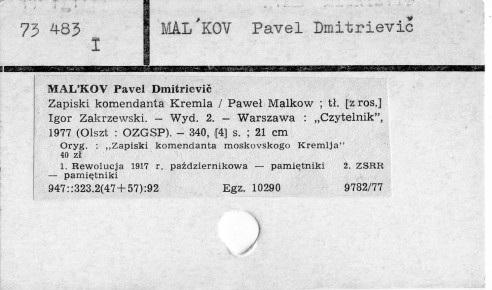 73 483
I
MAL'KOV Pavel Dmitrievič
MAL'KOV Pavel Dmitrievič
Zapiski komendanta Kremla / Paweł Malkow ; tł. [z ros,]
Igor Zakrzewski. – Wyd. 2. – Warszawa : „Czytelnik",
1977 (Olszt : OZGSP). – 340, [4] s. ; 21 cm
Oryg. : „Zapiski komendanta moskovskogo Kremlja"
40 zł
1. Rewolucja 1917 r. październikowa — pamiętniki 2. ZSRR
— pamiętniki
947::323.2(47+57):92 Egz. 10290 9782/77